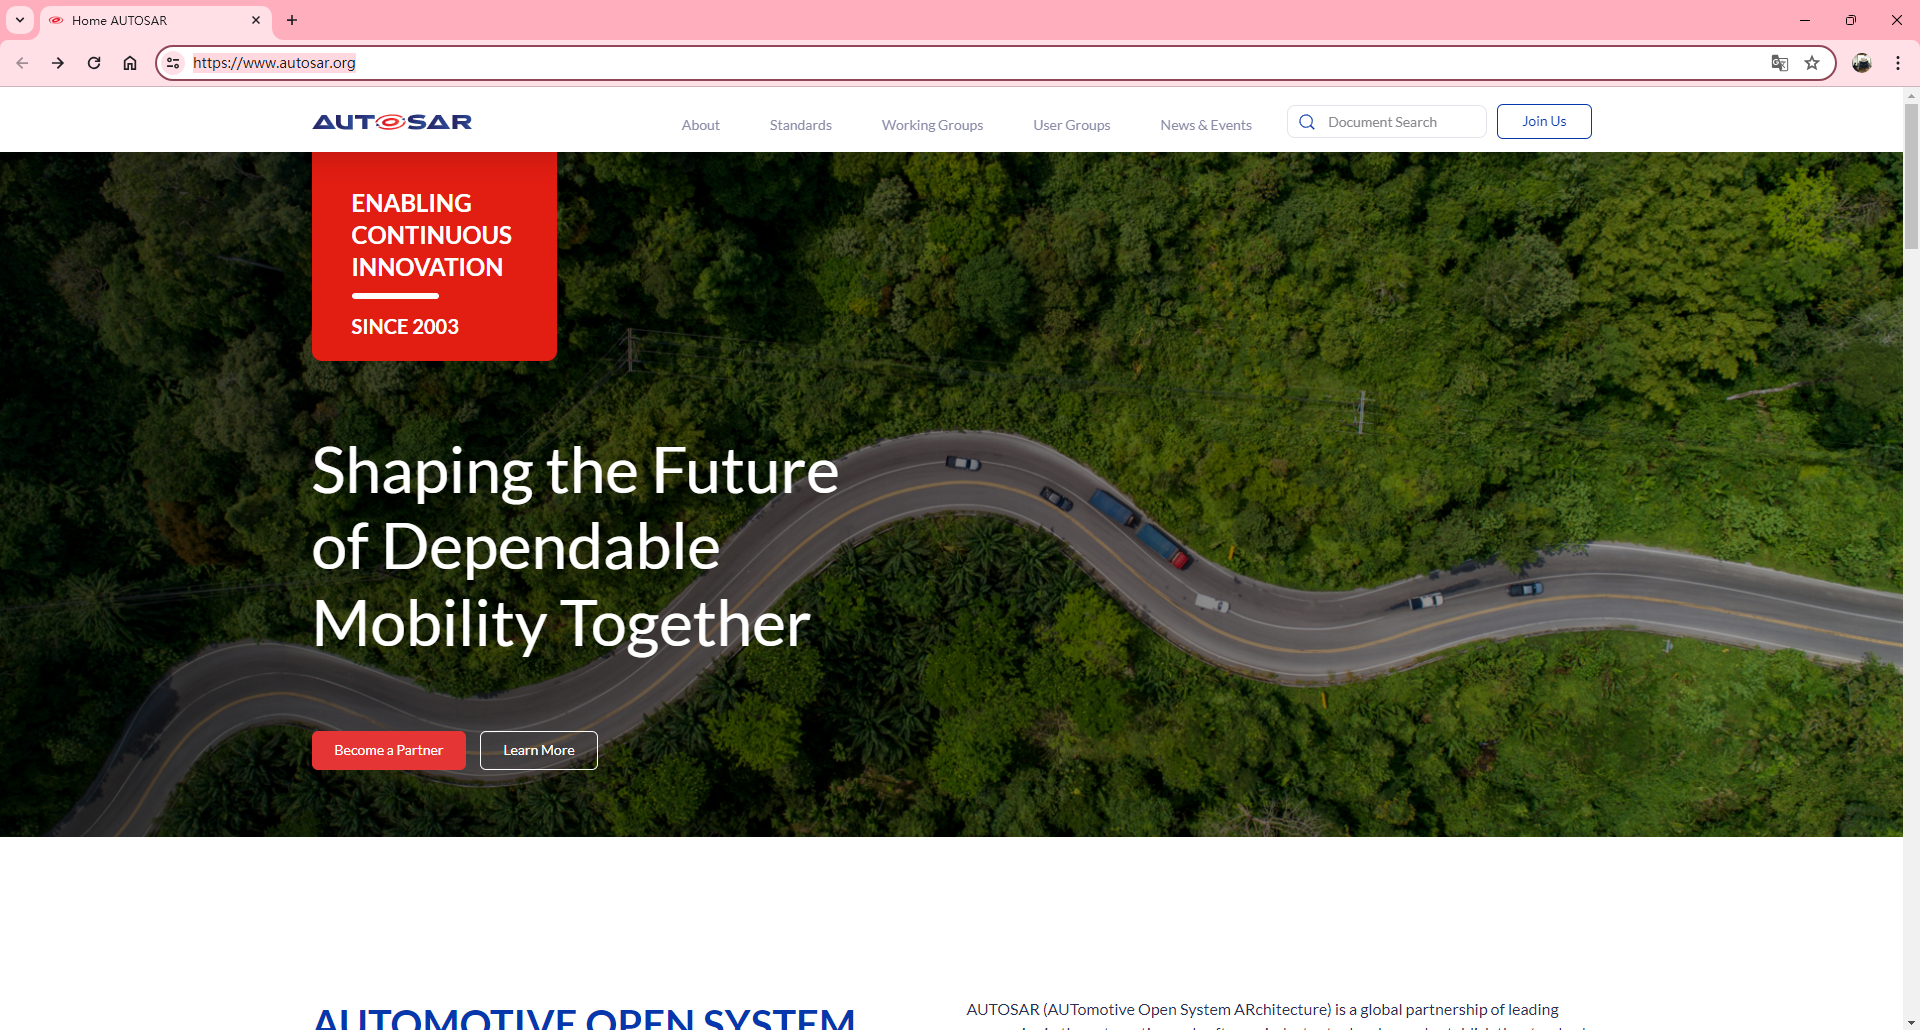 Home AUTOSAR
https://www.autosar.org
AUTOSAR
About
Standards
Working Groups
User Groups
News & Events
Document Search
Join Us
ENABLING
CONTINUOUS
INNOVATION
SINCE 2003
Shaping the Future
of Dependable
Mobility Together
Become a Partner
Learn More
AUTOMOTIVE OPEN SYSTEM
AUTOSAR (AUTomotive Open System ARchitecture) is a global partnership of leading